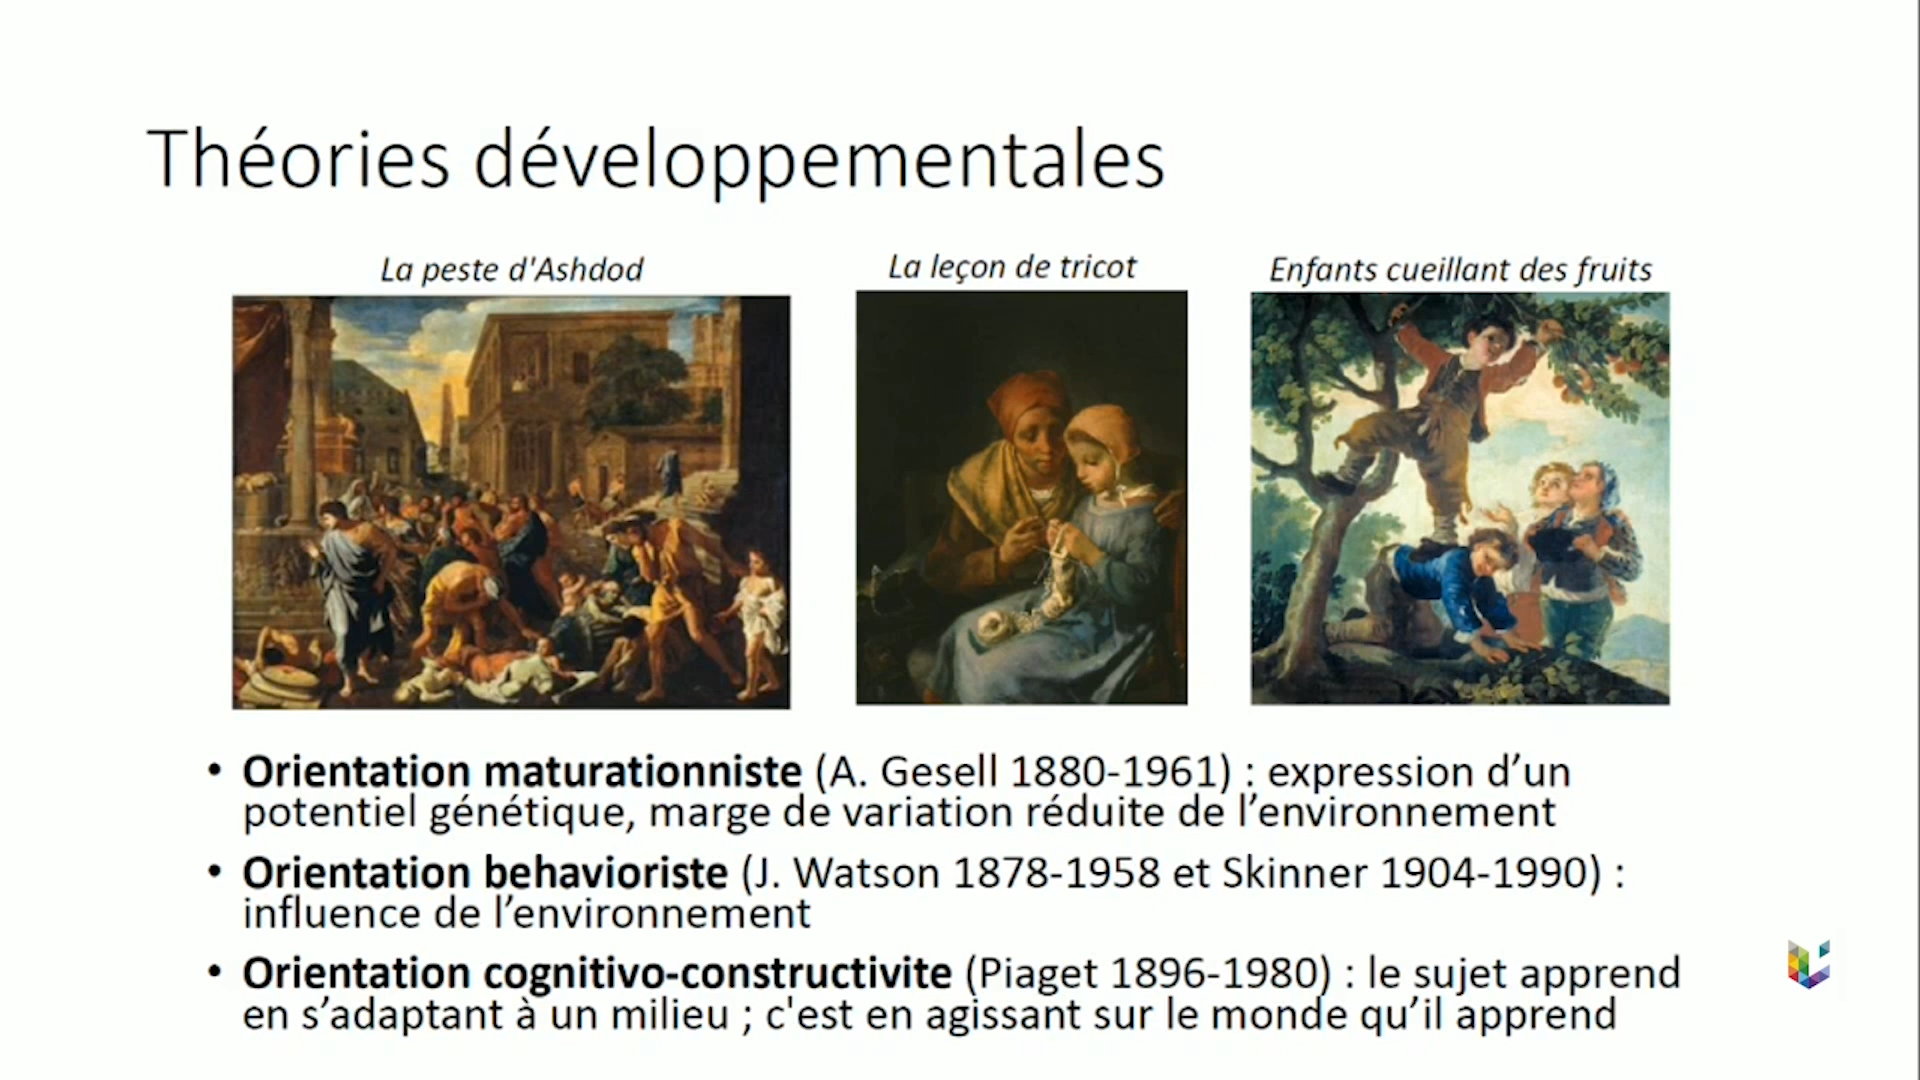 Théories développementales
La peste d'Ashdod
La leçon de tricot
Enfants cueillant des fruits
• Orientation maturationniste (A. Gesell 1880-1961) : expression d’un
potentiel génétique, marge de variation réduite de l’environnement
• Orientation behavioriste (J. Watson 1878-1958 et Skinner 1904-1990) :
influence de l’environnement
• Orientation cognitivo-constructivite (Piaget 1896-1980) : le sujet apprend
en s’adaptant à un milieu ; c'est en agissant sur le monde qu’il apprend